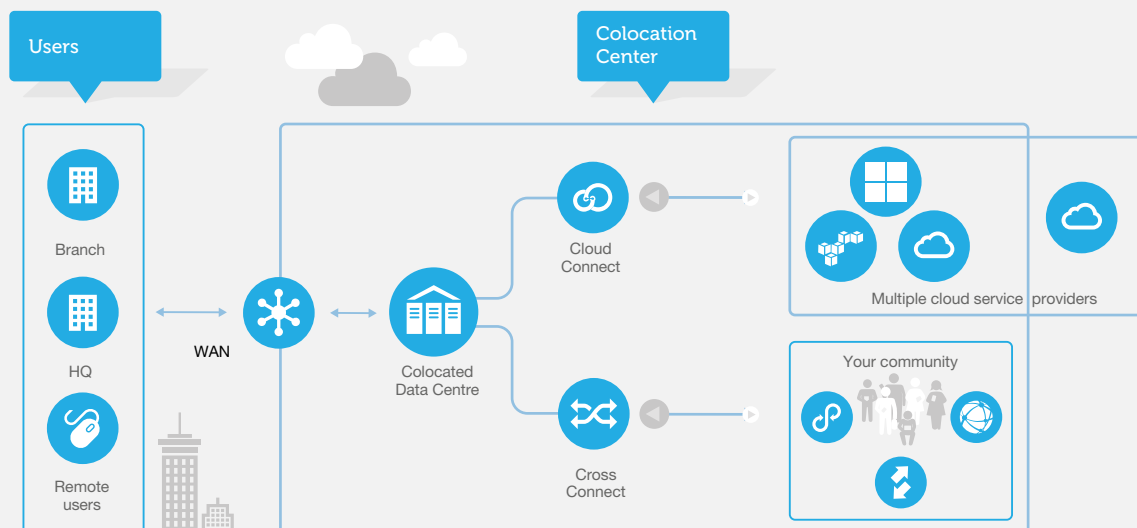 Users
Colocation
Center
Branch
HQ
Remote
users
WAN
Colocated
Data Centre
Cloud
Connect
Cross
Connect
Multiple cloud service providers
Your community